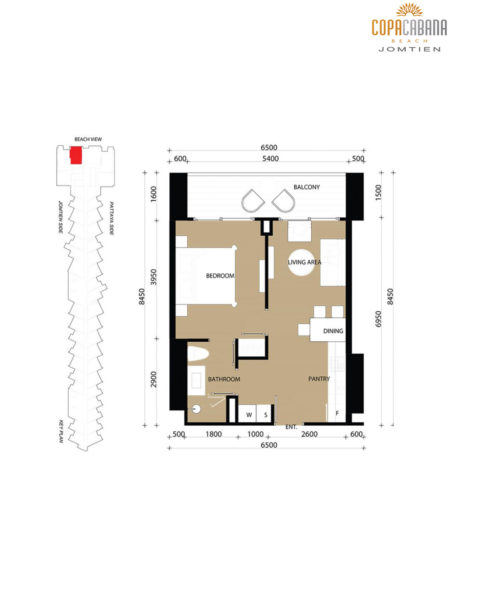 COPACABANA
BEACH
JOMTIEN
BEACH VIEW
JOMTIEN SIDE
PATTAYA SIDE
KEY PLAN
6500
600
5400
500
1600
3950
8450
2900
1500
6950
8450
BALCONY
BEDROOM
LIVING AREA
DINING
BATHROOM
PANTRY
W
S
F
ENT.
500
1800
1000
2600
600
6500